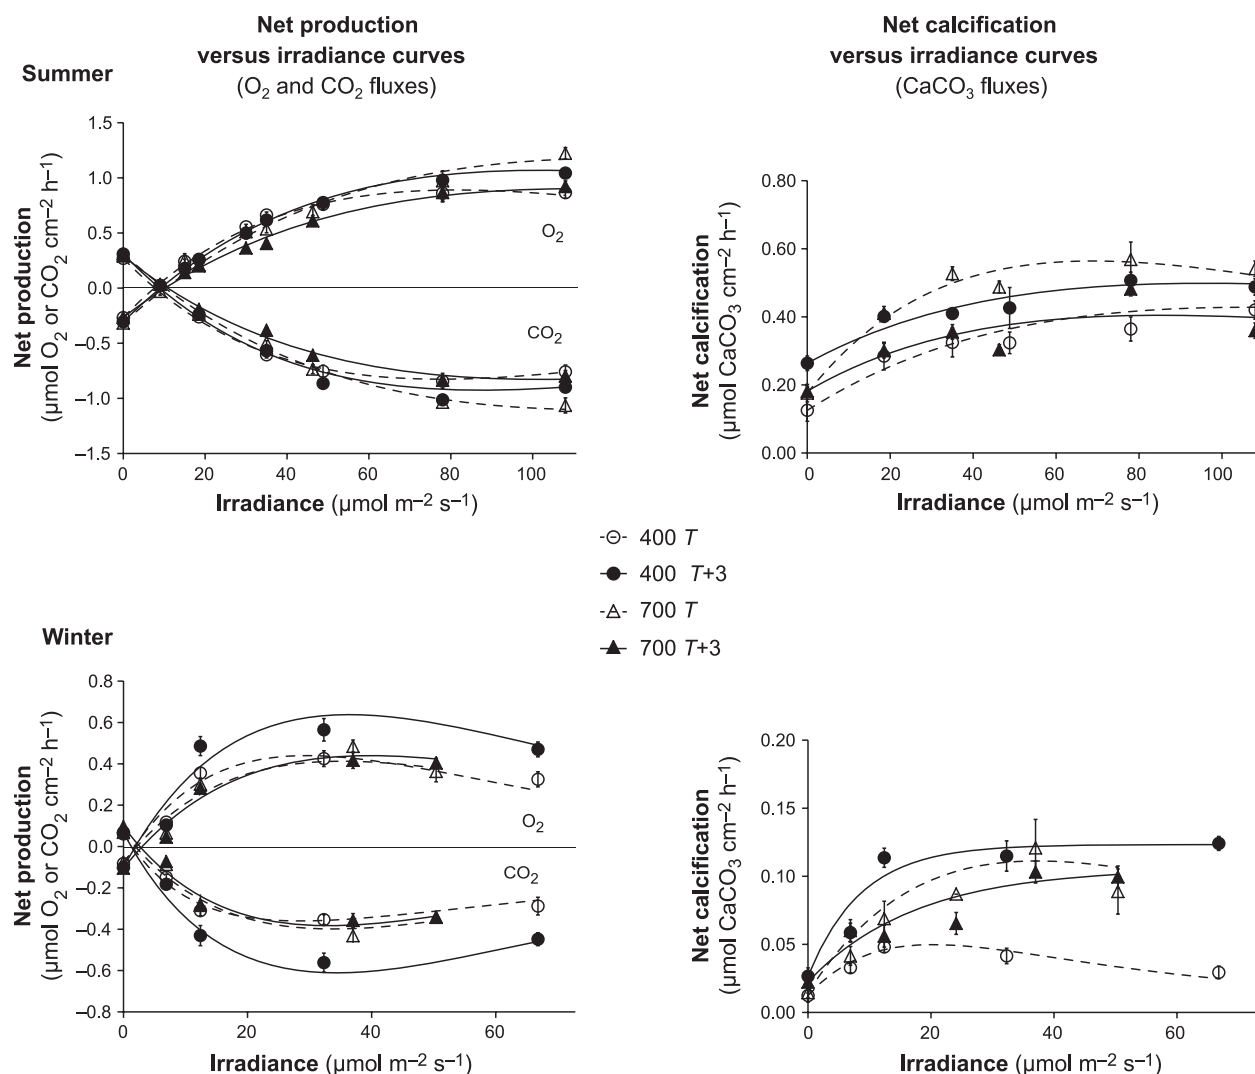 Net production
versus irradiance curves
(O₂ and CO₂ fluxes)
Net calcification
versus irradiance curves
(CaCO₃ fluxes)
Summer
Net production
(µmol O₂ or CO₂ cm⁻² h⁻¹)
1.5
1.0
0.5
0.0
–0.5
–1.0
–1.5
O₂
CO₂
0 20 40 60 80 100
Irradiance (µmol m⁻² s⁻¹)
Net calcification
(µmol CaCO₃ cm⁻² h⁻¹)
0.80
0.60
0.40
0.20
0.00
0 20 40 60 80 100
Irradiance (µmol m⁻² s⁻¹)
400 T
400 T+3
700 T
700 T+3
Winter
Net production
(µmol O₂ or CO₂ cm⁻² h⁻¹)
0.8
0.6
0.4
0.2
0.0
–0.2
–0.4
–0.6
–0.8
O₂
CO₂
0 20 40 60
Irradiance (µmol m⁻² s⁻¹)
Net calcification
(µmol CaCO₃ cm⁻² h⁻¹)
0.20
0.15
0.10
0.05
0.00
0 20 40 60
Irradiance (µmol m⁻² s⁻¹)